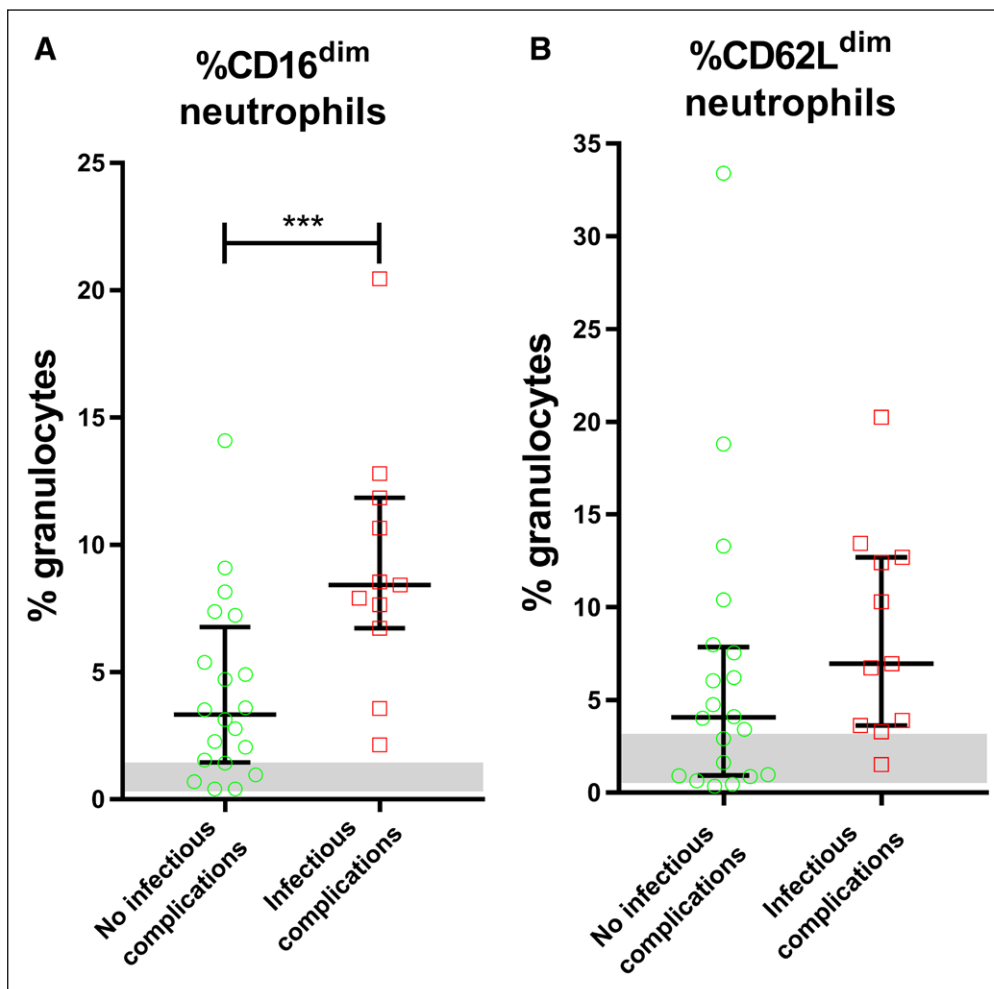 A
%CD16dim
neutrophils
% granulocytes
25
20
15
10
5
0
***
No infectious
complications
Infectious
complications
B
%CD62Ldim
neutrophils
% granulocytes
35
30
25
20
15
10
5
0
No infectious
complications
Infectious
complications